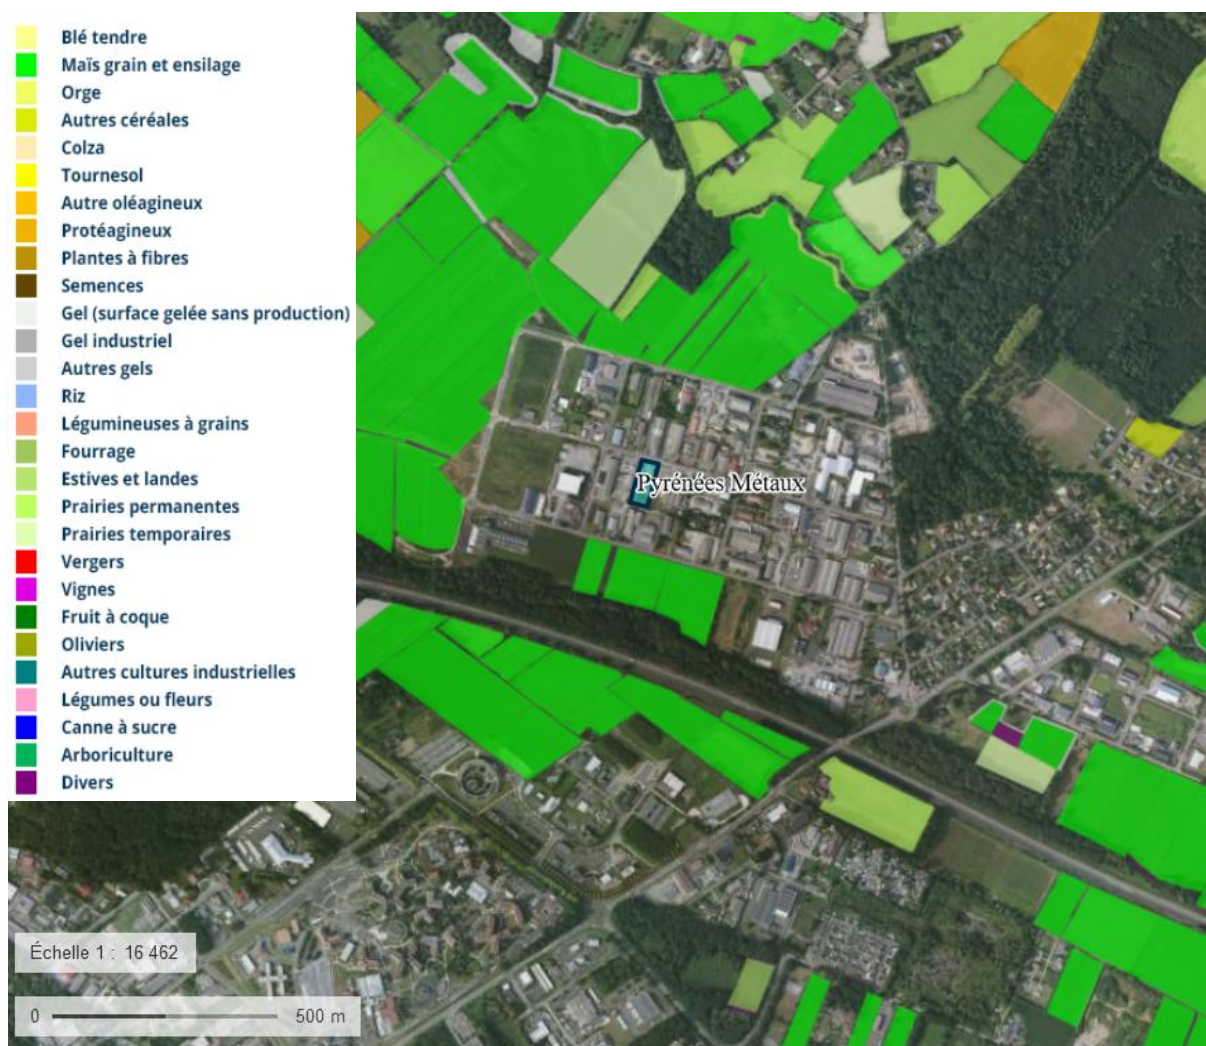 Blé tendre
Maïs grain et ensilage
Orge
Autres céréales
Colza
Tournesol
Autre oléagineux
Protéagineux
Plantes à fibres
Semences
Gel (surface gelée sans production)
Gel industriel
Autres gels
Riz
Légumineuses à grains
Fourrage
Estives et landes
Prairies permanentes
Prairies temporaires
Vergers
Vignes
Fruit à coque
Oliviers
Autres cultures industrielles
Légumes ou fleurs
Canne à sucre
Arboriculture
Divers
Pyrénées Métaux
Échelle 1 : 16 462
0 500 m